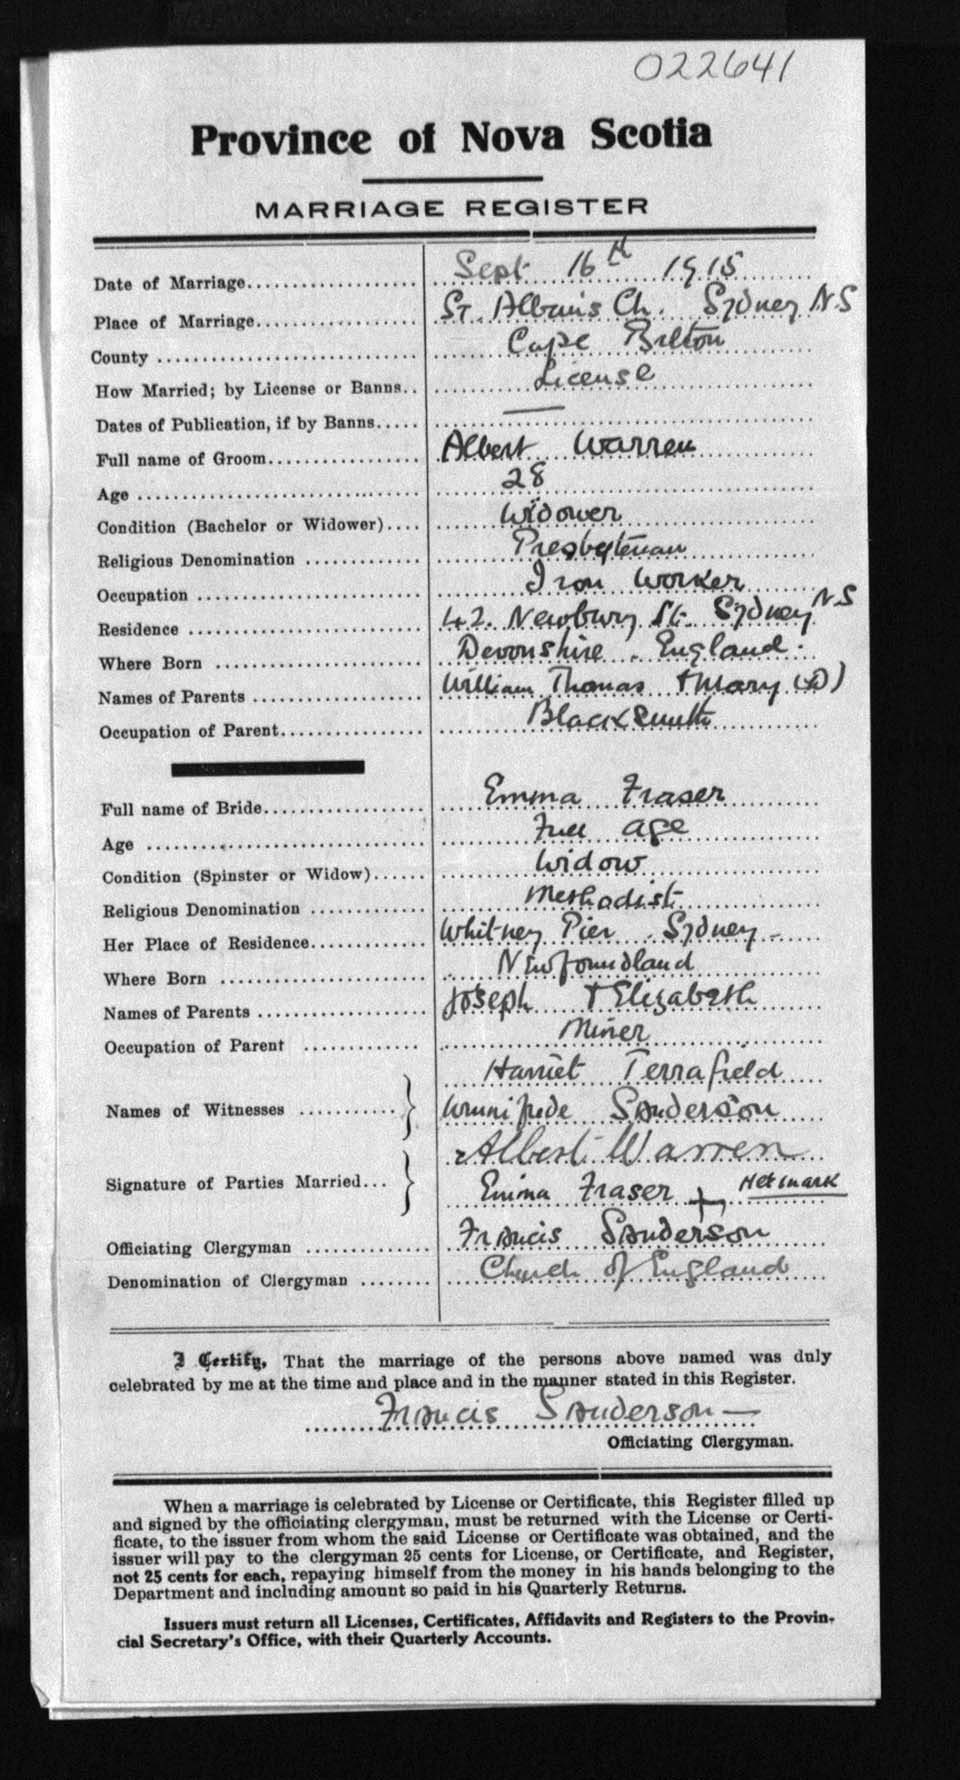 022641
Province of Nova Scotia
MARRIAGE REGISTER
Date of Marriage.................. Sept 16th 1915
Place of Marriage.................. St. Alban's Ch. Sydney NS
County ............................ Cape Breton
How Married; by License or Banns.. License
Dates of Publication, if by Banns..... —
Full name of Groom.................. Albert Warren
Age .............................. 28
Condition (Bachelor or Widower).... Widower
Religious Denomination ............ Presbyterian
Occupation ........................ Iron Worker
Residence ......................... 42. Newbury St. Sydney NS
Where Born ....................... Devonshire. England.
Names of Parents .................. William Thomas + Mary (D)
Occupation of Parent................ Blacksmith
Full name of Bride.................. Emma Fraser
Age .............................. Full age
Condition (Spinster or Widow)...... Widow
Religious Denomination ............ Methodist
Her Place of Residence............. Whitney Pier. Sydney -
Where Born ....................... Newfoundland
Names of Parents .................. Joseph + Elizabeth
Occupation of Parent ............. Miner
Harriet Terrafield
Names of Witnesses ........... } Wunifrede Sanderson
Albert Warren
Signature of Parties Married... } Emma Fraser + Her mark
Officiating Clergyman .............. Francis Sanderson
Denomination of Clergyman ........ Church of England
I Certify, That the marriage of the persons above named was duly
celebrated by me at the time and place and in the manner stated in this Register.
Francis Sanderson —
Officiating Clergyman.
When a marriage is celebrated by License or Certificate, this Register filled up
and signed by the officiating clergyman, must be returned with the License or Certi-
ficate, to the issuer from whom the said License or Certificate was obtained, and the
issuer will pay to the clergyman 25 cents for License, or Certificate, and Register,
not 25 cents for each, repaying himself from the money in his hands belonging to the
Department and including amount so paid in his Quarterly Returns.
Issuers must return all Licenses, Certificates, Affidavits and Registers to the Provin-
cial Secretary's Office, with their Quarterly Accounts.